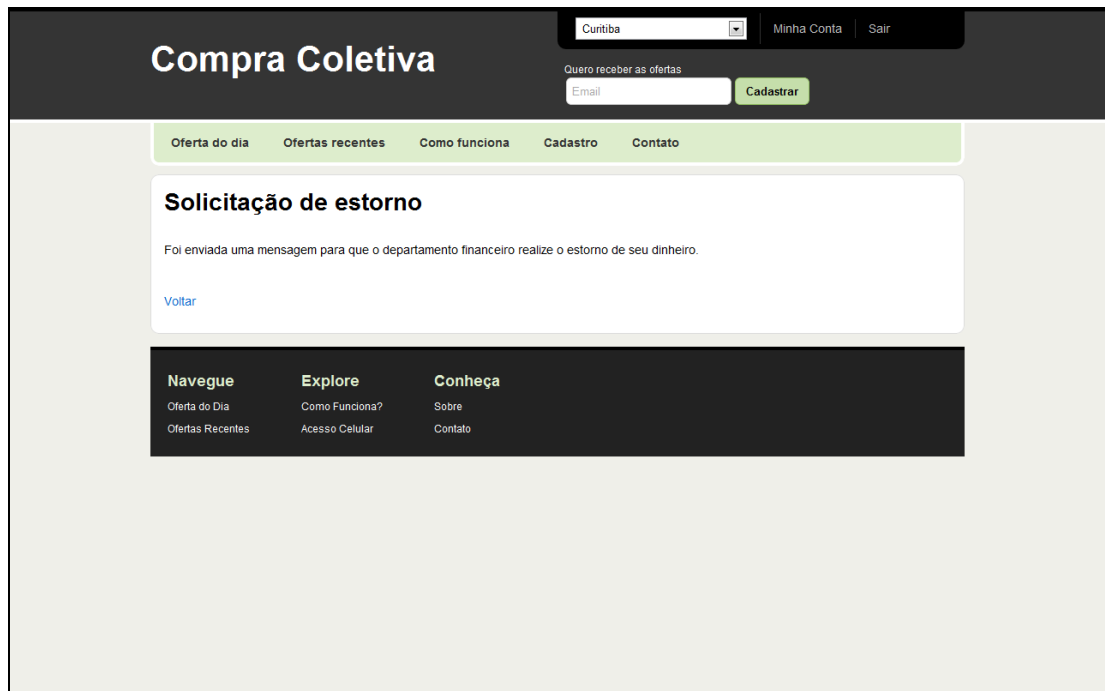 Curitiba
Minha Conta
Sair
Compra Coletiva
Quero receber as ofertas
Email
Cadastrar
Oferta do dia
Ofertas recentes
Como funciona
Cadastro
Contato
Solicitação de estorno
Foi enviada uma mensagem para que o departamento financeiro realize o estorno de seu dinheiro.
Voltar
Navegue
Explore
Conheça
Oferta do Dia
Como Funciona?
Sobre
Ofertas Recentes
Acesso Celular
Contato